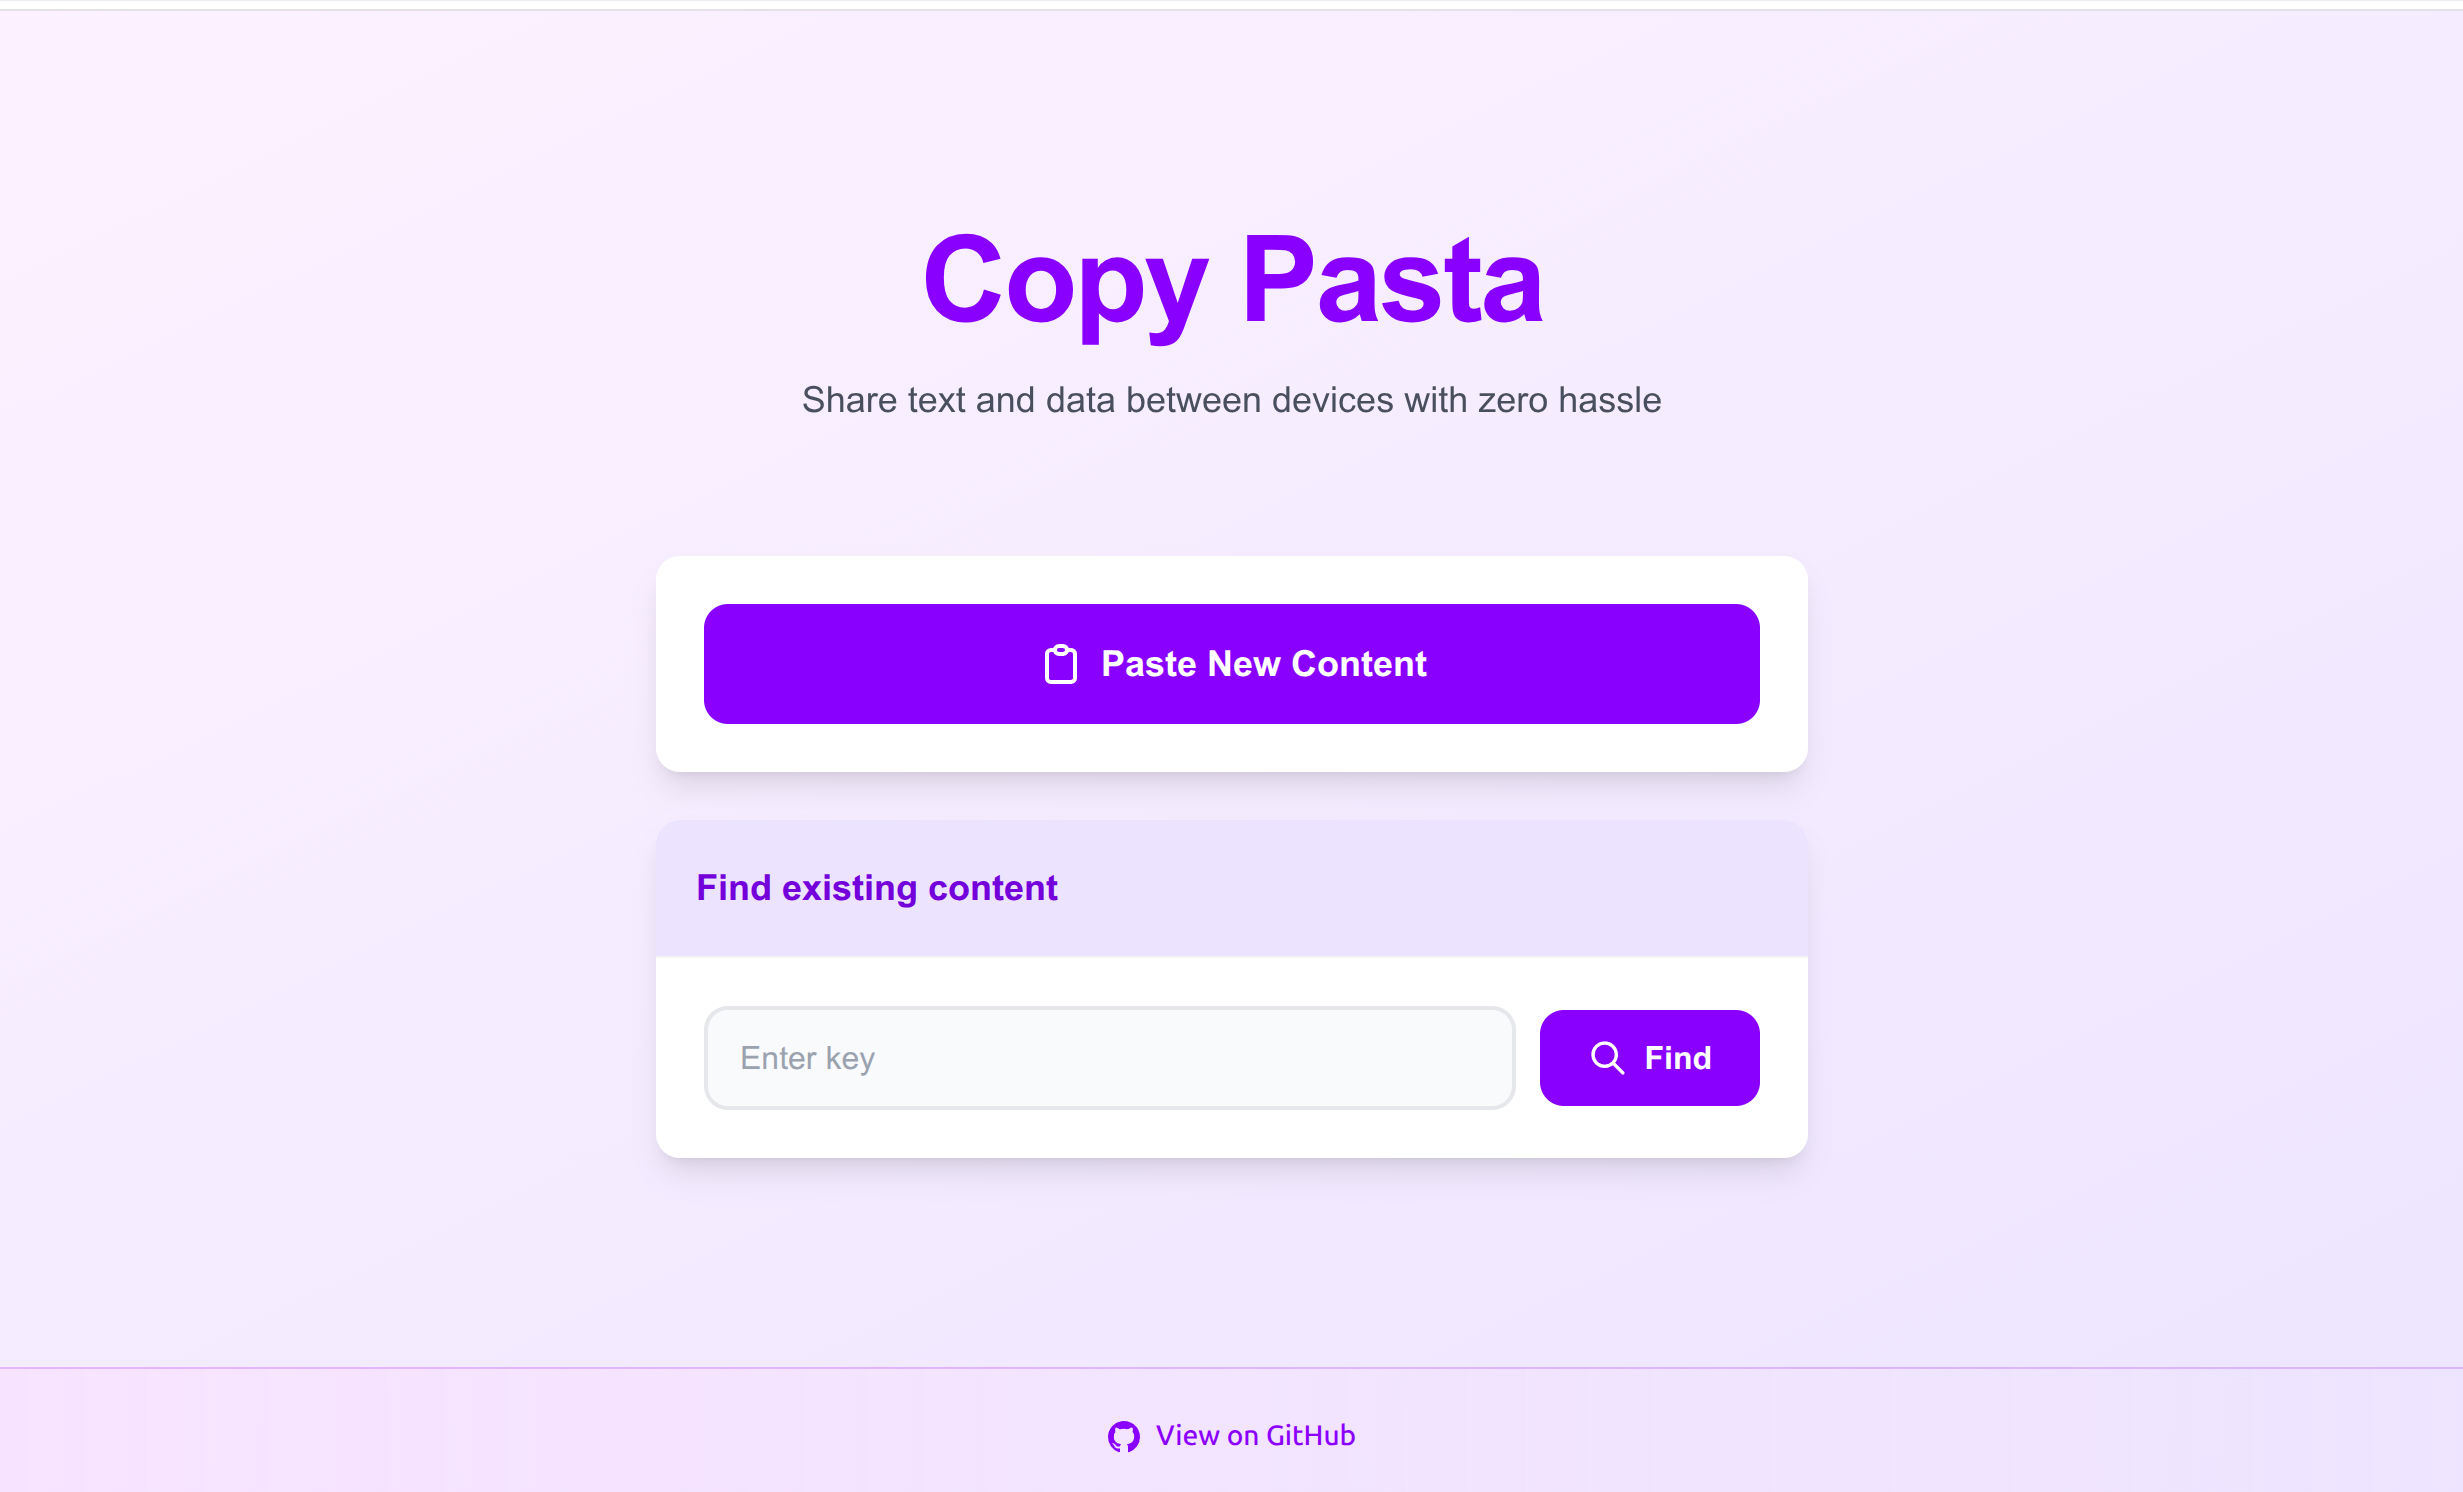 Copy Pasta
Share text and data between devices with zero hassle
Paste New Content
Find existing content
Enter key
Find
View on GitHub